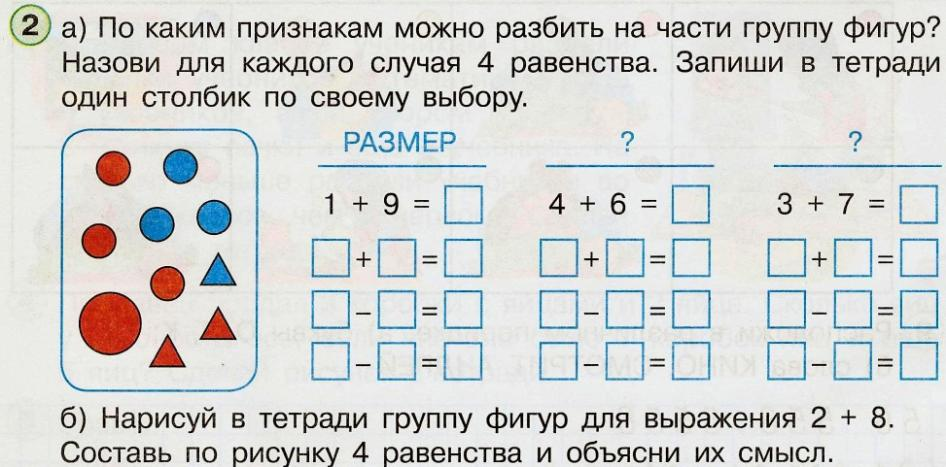 2 а) По каким признакам можно разбить на части группу фигур?
Назови для каждого случая 4 равенства. Запиши в тетради
один столбик по своему выбору.
РАЗМЕР ? ?
1 + 9 = 4 + 6 = 3 + 7 =
+ = + = + =
- = - = - =
- = - = - =
б) Нарисуй в тетради группу фигур для выражения 2 + 8.
Составь по рисунку 4 равенства и объясни их смысл.